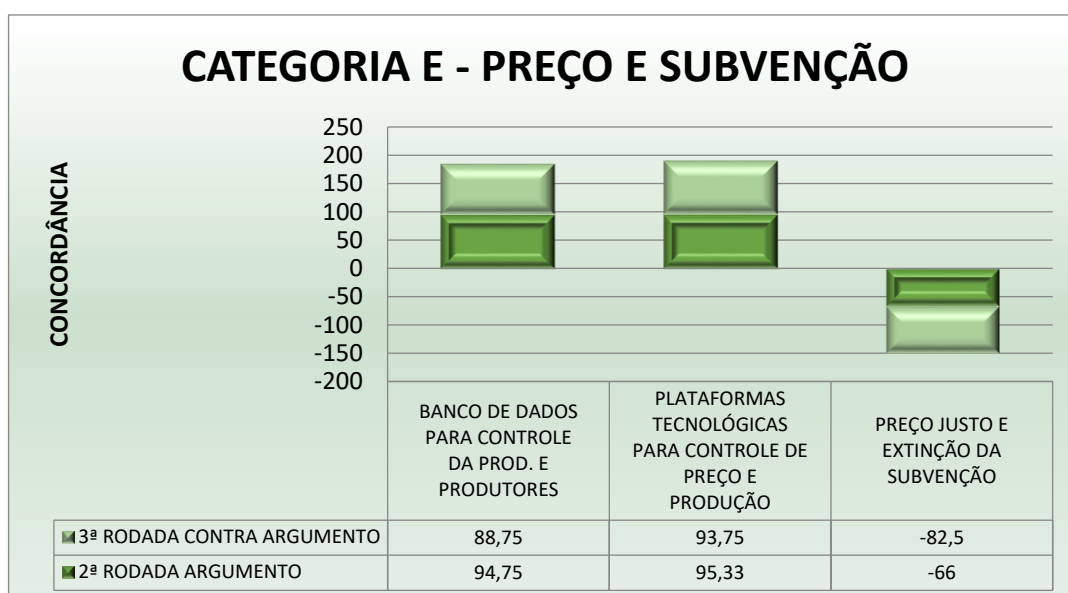 CATEGORIA E - PREÇO E SUBVENÇÃO
CONCORDÂNCIA
250
200
150
100
50
0
-50
-100
-150
-200
BANCO DE DADOS
PARA CONTROLE
DA PROD. E
PRODUTORES
PLATAFORMAS
TECNOLÓGICAS
PARA CONTROLE DE
PREÇO E
PRODUÇÃO
PREÇO JUSTO E
EXTINÇÃO DA
SUBVENÇÃO
3ª RODADA CONTRA ARGUMENTO 88,75 93,75 -82,5
2ª RODADA ARGUMENTO 94,75 95,33 -66